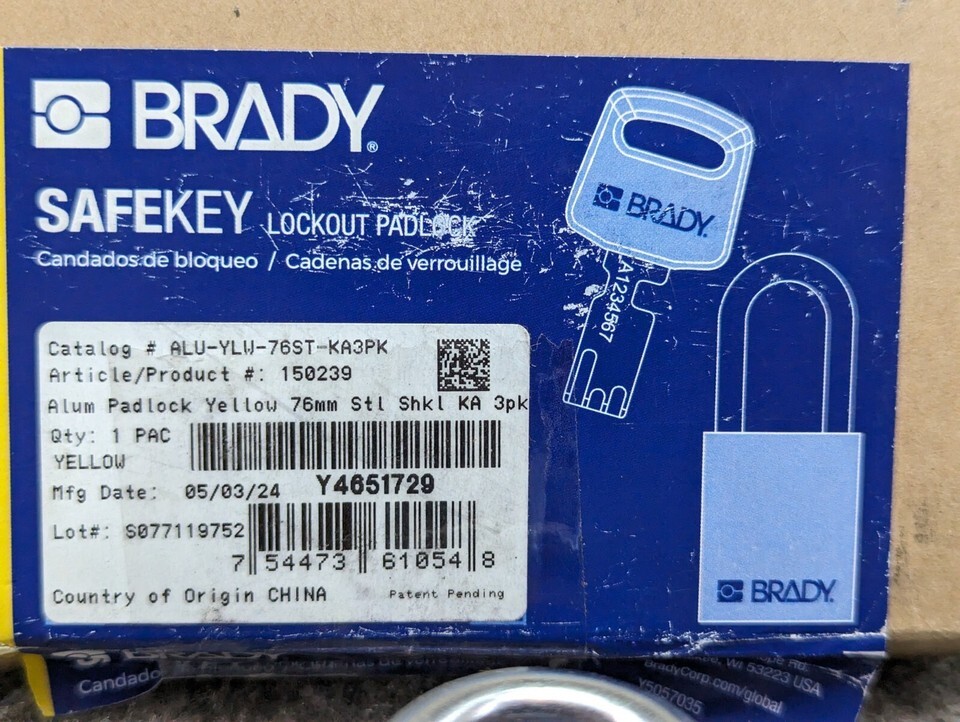 BRADY®
SAFEKEY LOCKOUT PADLOCK
Candados de bloqueo / Cadenas de verrouillage
BRADY.
A1234567
Catalog # ALU-YLW-76ST-KA3PK
Article/Product #: 150239
Alum Padlock Yellow 76mm Stl Shkl KA 3pk
Qty: 1 PAC
YELLOW
Mfg Date: 05/03/24 Y4651729
Lot#: S077119752
7 54473 61054 8
Country of Origin CHINA Patent Pending
BRADY.
Rd.
WI 53223 USA
BradyCorp.com/global
Y5057035
SAFEKEY
Candado